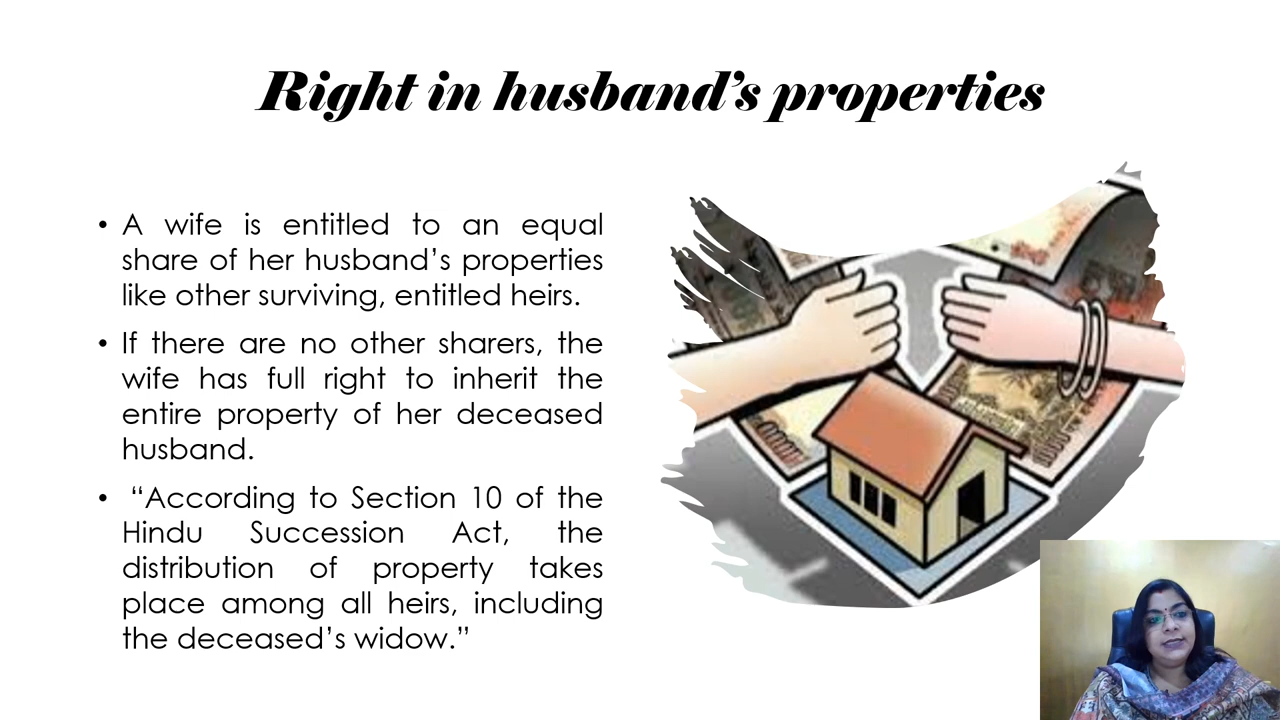 Right in husband's properties
• A wife is entitled to an equal
share of her husband's properties
like other surviving, entitled heirs.
• If there are no other sharers, the
wife has full right to inherit the
entire property of her deceased
husband.
• “According to Section 10 of the
Hindu Succession Act, the
distribution of property takes
place among all heirs, including
the deceased's widow.”